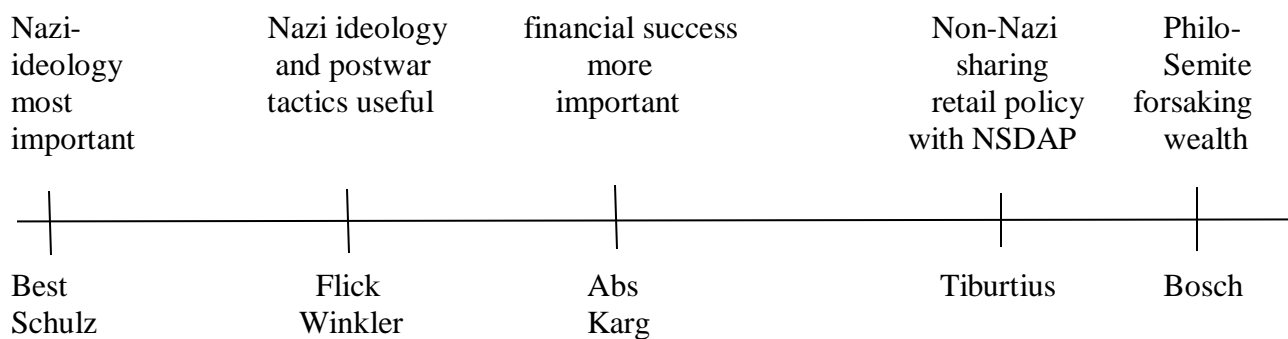 Nazi-
ideology
most
important
Nazi ideology
and postwar
tactics useful
financial success
more
important
Non-Nazi
sharing
retail policy
with NSDAP
Philo-
Semite
forsaking
wealth
Best
Schulz
Flick
Winkler
Abs
Karg
Tiburtius
Bosch